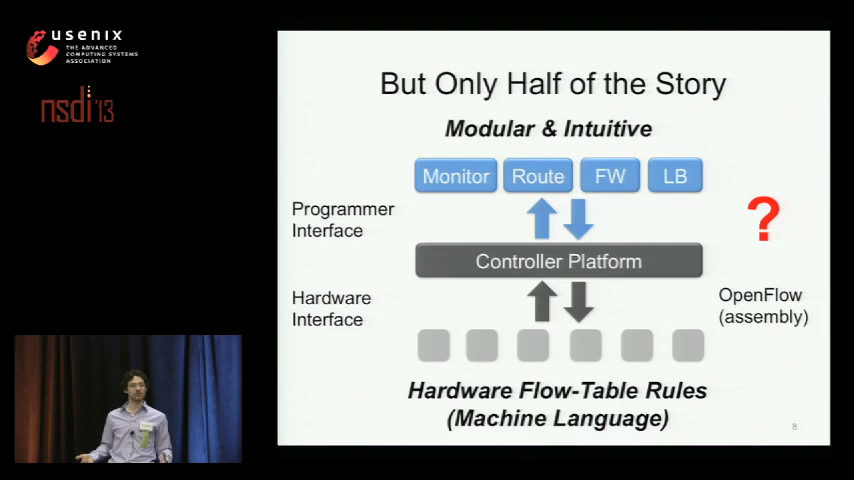 usenix
THE ADVANCED
COMPUTING SYSTEMS
ASSOCIATION
nsdi '13
But Only Half of the Story
Modular & Intuitive
Monitor Route FW LB
Programmer
Interface
?
Controller Platform
Hardware
Interface
OpenFlow
(assembly)
Hardware Flow-Table Rules
(Machine Language)
8